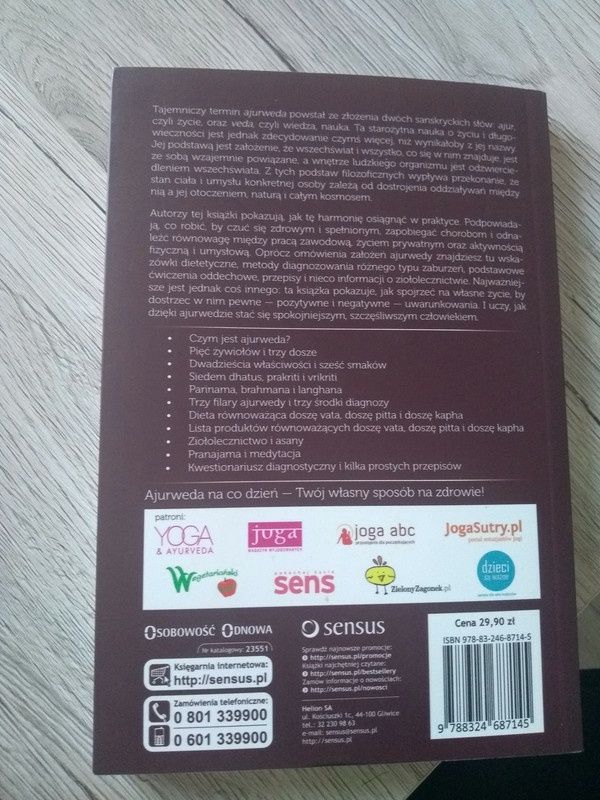 Tajemniczy termin ajurweda powstał ze złożenia dwóch sanskryckich słów: ajur,
czyli życie, oraz veda, czyli wiedza, nauka. Ta starożytna nauka o życiu i długo-
wieczności jest jednak zdecydowanie czymś więcej, niż wynikałoby z jej nazwy.
Jej podstawą jest założenie, że wszechświat i wszystko, co się w nim znajduje, jest
ze sobą wzajemnie powiązane, a wnętrze ludzkiego organizmu jest odzwiercie-
dleniem wszechświata. Z tych podstaw filozoficznych wypływa przekonanie, że
stan ciała i umysłu konkretnej osoby zależą od dostrojenia oddziaływań między
nią a jej otoczeniem, naturą i całym kosmosem.
Autorzy tej książki pokazują, jak tę harmonię osiągnąć w praktyce. Podpowiada-
ją, co robić, by czuć się zdrowym i spełnionym, zapobiegać chorobom i odna-
leźć równowagę między pracą zawodową, życiem prywatnym oraz aktywnością
fizyczną i umysłową. Oprócz omówienia założeń ajurwedy znajdziesz tu wska-
zówki dietetyczne, metody diagnozowania różnego typu zaburzeń, podstawowe
ćwiczenia oddechowe, przepisy i nieco informacji o ziołolecznictwie. Najważniej-
sze jest jednak coś innego: ta książka pokazuje, jak spojrzeć na własne życie, by
dostrzec w nim pewne — pozytywne i negatywne — uwarunkowania. I uczy, jak
dzięki ajurwedzie stać się spokojniejszym, szczęśliwszym człowiekiem.
• Czym jest ajurweda?
• Pięć żywiołów i trzy dosze
• Dwadzieścia właściwości i sześć smaków
• Siedem dhatus, prakriti i vrikriti
• Parinama, brahmana i langhana
• Trzy filary ajurwedy i trzy środki diagnozy
• Dieta równoważąca doszę vata, doszę pitta i doszę kapha
• Lista produktów równoważących doszę vata, doszę pitta i doszę kapha
• Ziołolecznictwo i asany
• Pranajama i medytacja
• Kwestionariusz diagnostyczny i kilka prostych przepisów
Ajurweda na co dzień — Twój własny sposób na zdrowie!
patroni:
YOGA
& AYURVEDA
joga
MAGAZYN WYJOGOWANYCH
joga abc
JogaSutry.pl
portal entuzjastów jogi
Wegetariański
sens
ZielonyZagonek.pl
dzieci
są ważne
OSOBOWOŚĆ ODNOWA
Nr katalogowy: 23551
Księgarnia internetowa:
http://sensus.pl
Zamówienia telefoniczne:
0 801 339900
0 601 339900
sensus
Sprawdź najnowsze promocje:
http://sensus.pl/promocje
Książki najchętniej czytane:
http://sensus.pl/bestsellery
Zamów informacje o nowościach:
http://sensus.pl/nowosci
Helion SA
ul. Kościuszki 1c, 44-100 Gliwice
tel.: 32 230 98 63
e-mail: sensus@sensus.pl
http://sensus.pl
Cena 29,90 zł
ISBN 978-83-246-8714-5
9 788324 687145